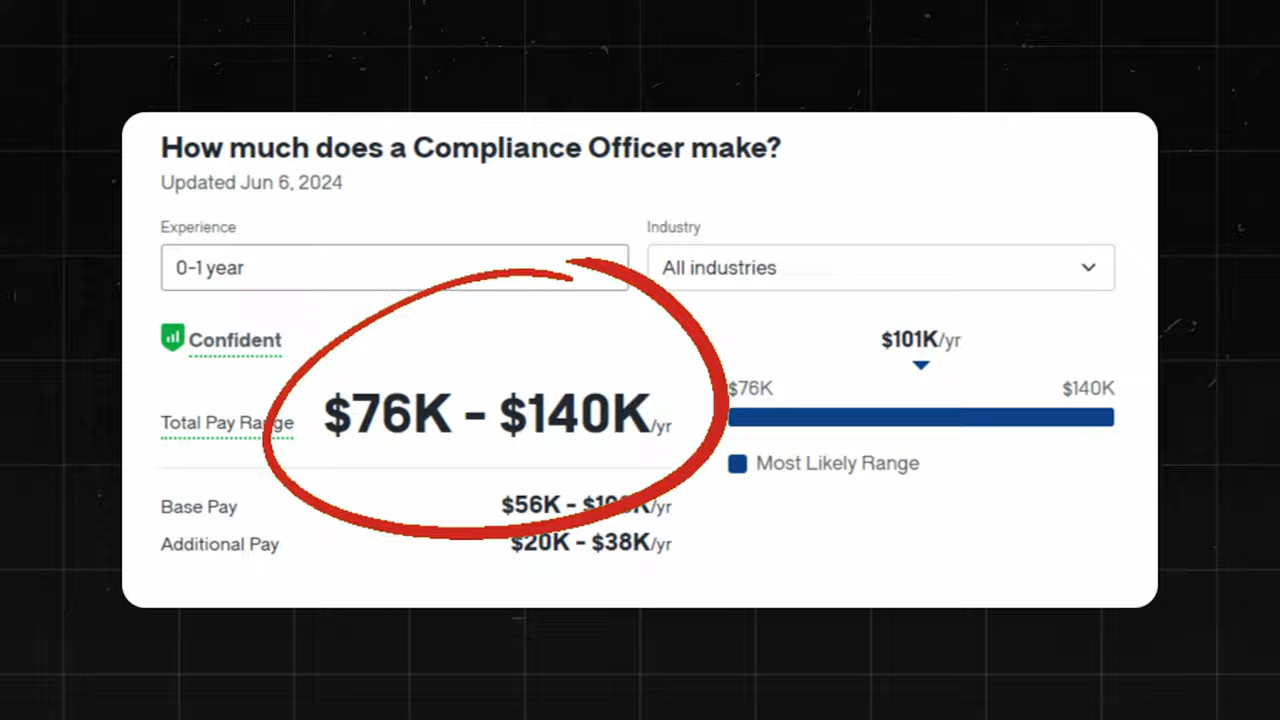 How much does a Compliance Officer make?
Updated Jun 6, 2024
Experience
Industry
0-1 year
All industries
Confident
$101K/yr
$76K
$140K
Total Pay Range
$76K - $140K/yr
Most Likely Range
Base Pay
$56K -
/yr
Additional Pay
$20K - $38K/yr